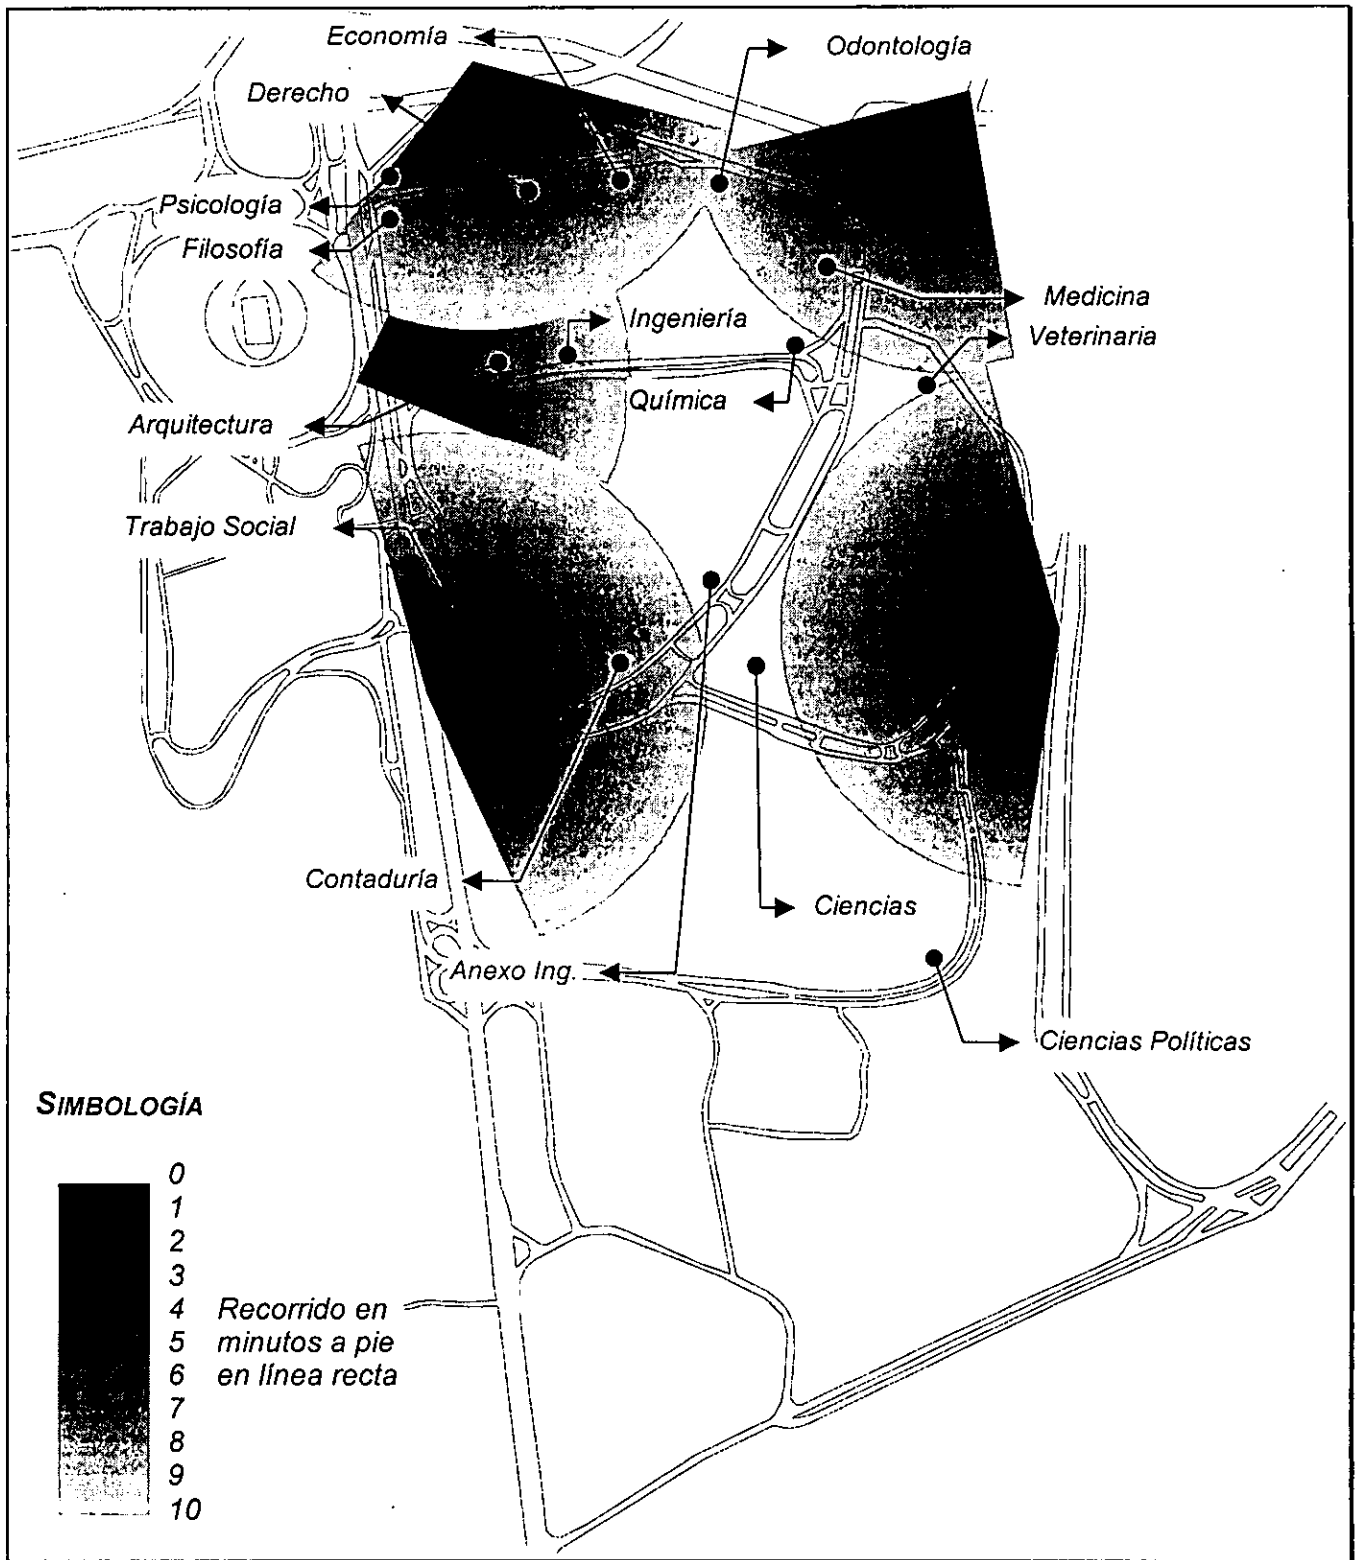 Economía
Odontología
Derecho
Psicología
Filosofía
Medicina
Ingeniería
Veterinaria
Química
Arquitectura
Trabajo Social
Contaduría
Ciencias
Anexo Ing.
Ciencias Políticas
SIMBOLOGÍA
0
1
2
3
4
5
6
7
8
9
10
Recorrido en
minutos a pie
en línea recta